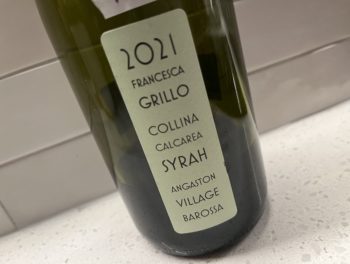 2021
FRANCESCA
GRILLO
COLLINA
CALCAREA
SYRAH
ANGASTON
VILLAGE
BAROSSA